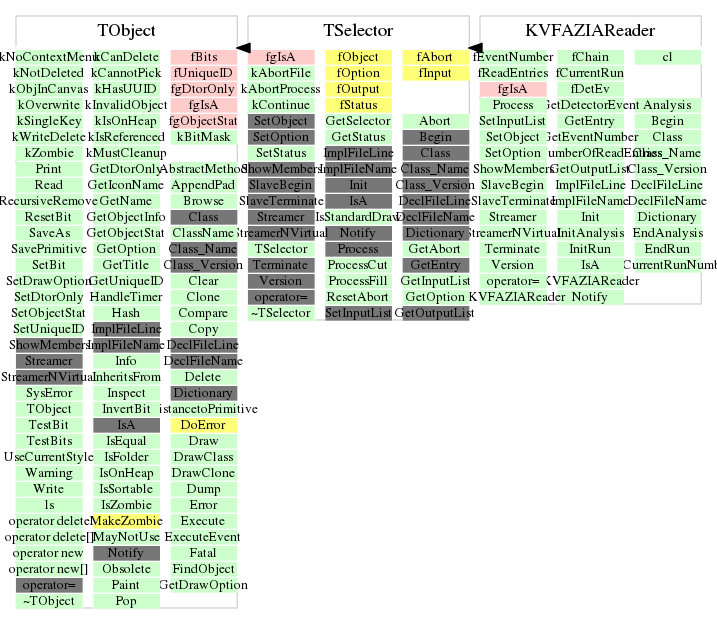 TObject
kNoContextMenu kCanDelete fBits
kNotDeleted kCannotPick fUniqueID
kObjInCanvas kHasUUID fgDtorOnly
kOverwrite kInvalidObject fgIsA
kSingleKey kIsOnHeap fgObjectStat
kWriteDelete kIsReferenced kBitMask
kZombie kMustCleanup
Print GetDtorOnly AbstractMethod
Read GetIconName AppendPad
RecursiveRemove GetName Browse
ResetBit GetObjectInfo Class
SaveAs GetObjectStat ClassName
SavePrimitive GetOption Class_Name
SetBit GetTitle Class_Version
SetDrawOption GetUniqueID Clear
SetDtorOnly HandleTimer Clone
SetObjectStat Hash Compare
SetUniqueID ImplFileLine Copy
ShowMembers ImplFileName DeclFileLine
Streamer Info DeclFileName
StreamerNVirtual InheritsFrom Delete
SysError Inspect Dictionary
TObject InvertBit istancetoPrimitive
TestBit IsA DoError
TestBits IsEqual Draw
UseCurrentStyle IsFolder DrawClass
Warning IsOnHeap DrawClone
Write IsSortable Dump
ls IsZombie Error
operator delete MakeZombie Execute
operator delete[] MayNotUse ExecuteEvent
operator new Notify Fatal
operator new[] Obsolete FindObject
operator= Paint GetDrawOption
~TObject Pop
TSelector
fgIsA fObject fAbort
kAbortFile fOption fInput
kAbortProcess fOutput
kContinue fStatus
SetObject GetSelector Abort
SetOption GetStatus Begin
SetStatus ImplFileLine Class
ShowMembers ImplFileName Class_Name
SlaveBegin Init Class_Version
SlaveTerminate IsA DeclFileLine
Streamer IsStandardDraw DeclFileName
StreamerNVirtual Notify Dictionary
TSelector Process GetAbort
Terminate ProcessCut GetEntry
Version ProcessFill GetInputList
operator= ResetAbort GetOption
~TSelector SetInputList GetOutputList
KVFAZIAReader
fEventNumber fChain cl
fReadEntries fCurrentRun
fgIsA fDetEv
Process GetDetectorEvent Analysis
SetInputList GetEntry Begin
SetObject GetEventNumber Class
SetOption umberOfReadEntries Class_Name
ShowMembers GetOutputList Class_Version
SlaveBegin ImplFileLine DeclFileLine
SlaveTerminate ImplFileName DeclFileName
Streamer Init Dictionary
StreamerNVirtual InitAnalysis EndAnalysis
Terminate InitRun EndRun
Version IsA CurrentRunNumb
operator= KVFAZIAReader
KVFAZIAReader Notify